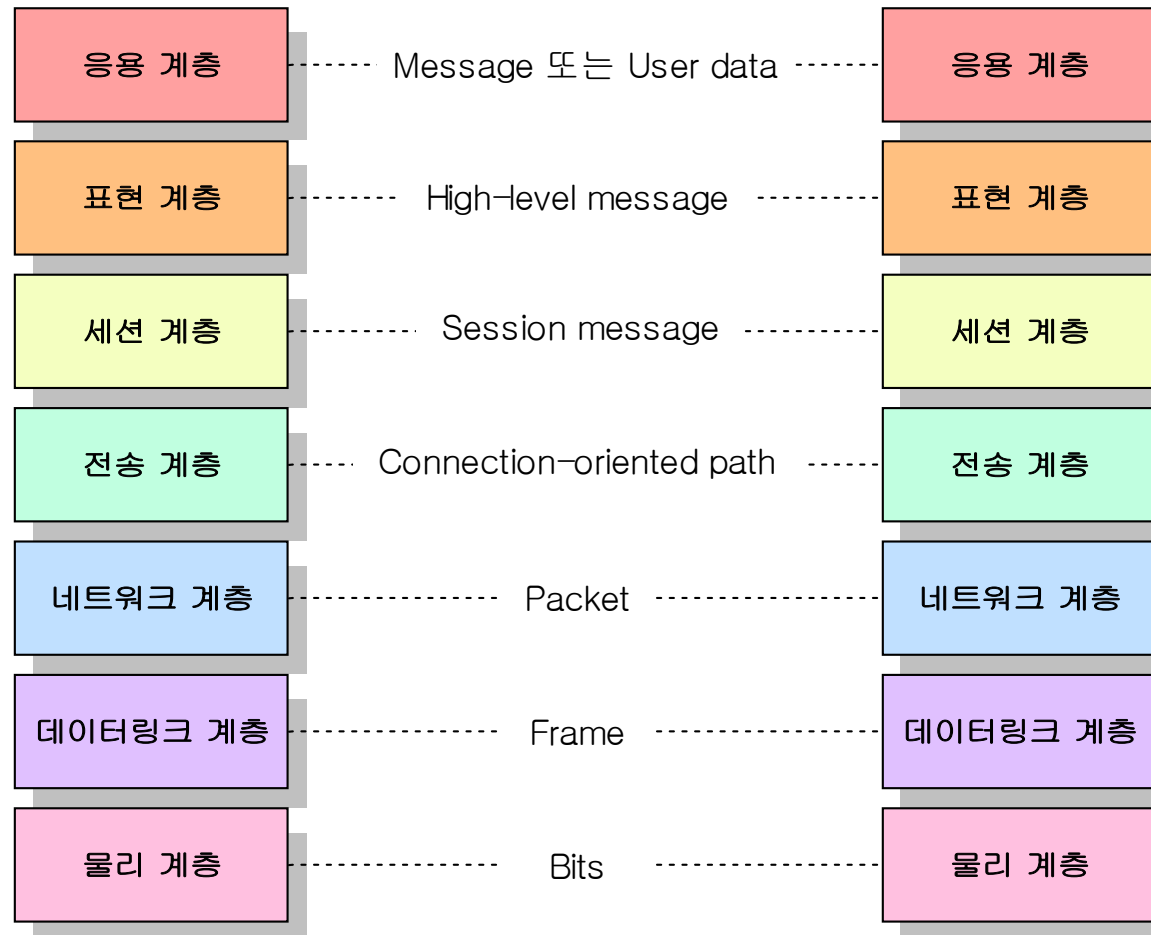 응용 계층 Message 또는 User data 응용 계층
표현 계층 High-level message 표현 계층
세션 계층 Session message 세션 계층
전송 계층 Connection-oriented path 전송 계층
네트워크 계층 Packet 네트워크 계층
데이터링크 계층 Frame 데이터링크 계층
물리 계층 Bits 물리 계층